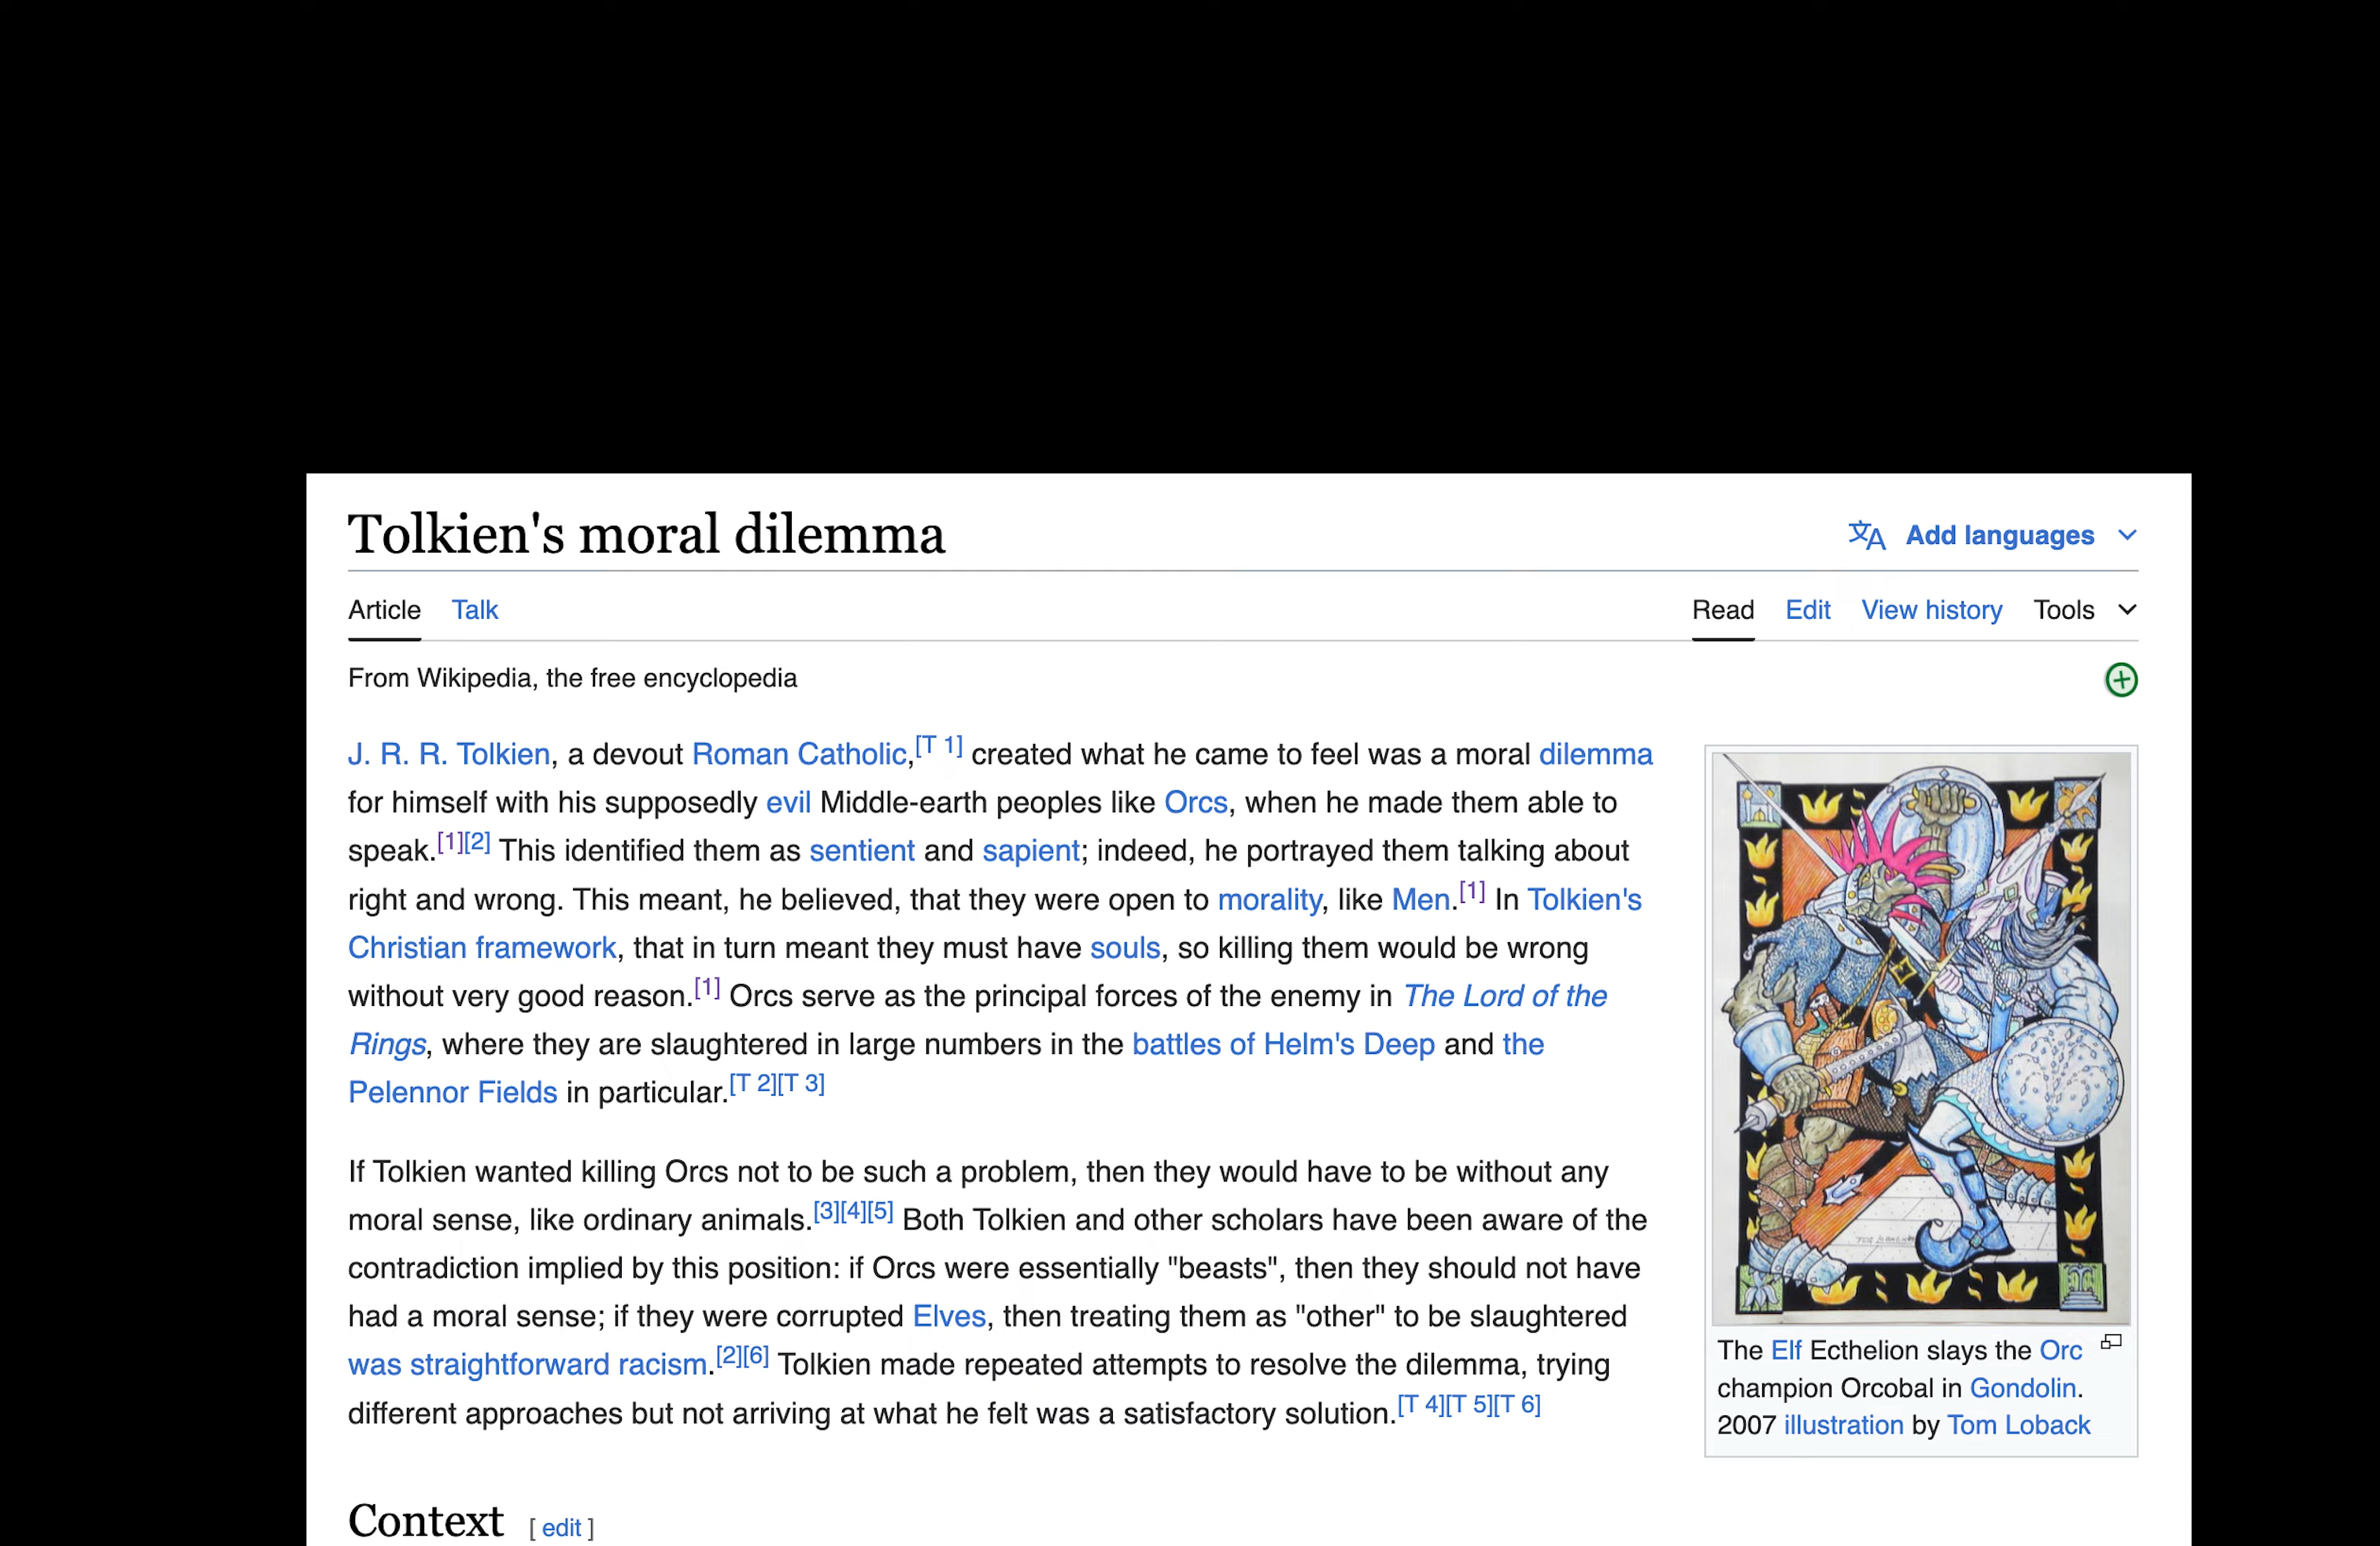 Tolkien's moral dilemma
Add languages
Article Talk
Read Edit View history Tools
From Wikipedia, the free encyclopedia
J. R. R. Tolkien, a devout Roman Catholic,[T 1] created what he came to feel was a moral dilemma
for himself with his supposedly evil Middle-earth peoples like Orcs, when he made them able to
speak.[1][2] This identified them as sentient and sapient; indeed, he portrayed them talking about
right and wrong. This meant, he believed, that they were open to morality, like Men.[1] In Tolkien's
Christian framework, that in turn meant they must have souls, so killing them would be wrong
without very good reason.[1] Orcs serve as the principal forces of the enemy in The Lord of the
Rings, where they are slaughtered in large numbers in the battles of Helm's Deep and the
Pelennor Fields in particular.[T 2][T 3]
If Tolkien wanted killing Orcs not to be such a problem, then they would have to be without any
moral sense, like ordinary animals.[3][4][5] Both Tolkien and other scholars have been aware of the
contradiction implied by this position: if Orcs were essentially "beasts", then they should not have
had a moral sense; if they were corrupted Elves, then treating them as "other" to be slaughtered
was straightforward racism.[2][6] Tolkien made repeated attempts to resolve the dilemma, trying
different approaches but not arriving at what he felt was a satisfactory solution.[T 4][T 5][T 6]
The Elf Ecthelion slays the Orc
champion Orcobal in Gondolin.
2007 illustration by Tom Loback
Context [ edit ]